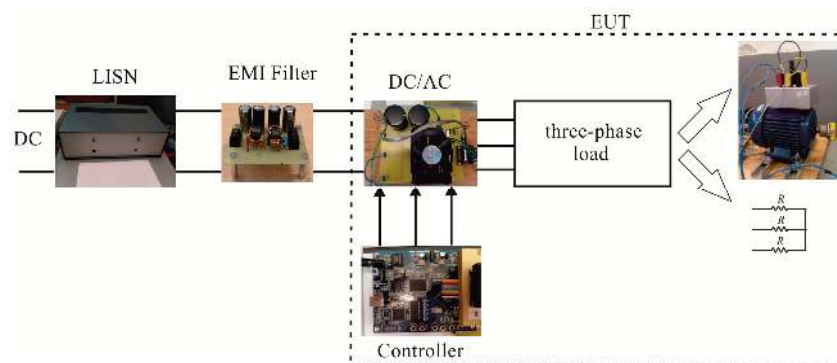 EUT
LISN
EMI Filter
DC/AC
DC
three-phase
load
R
R
R
Controller